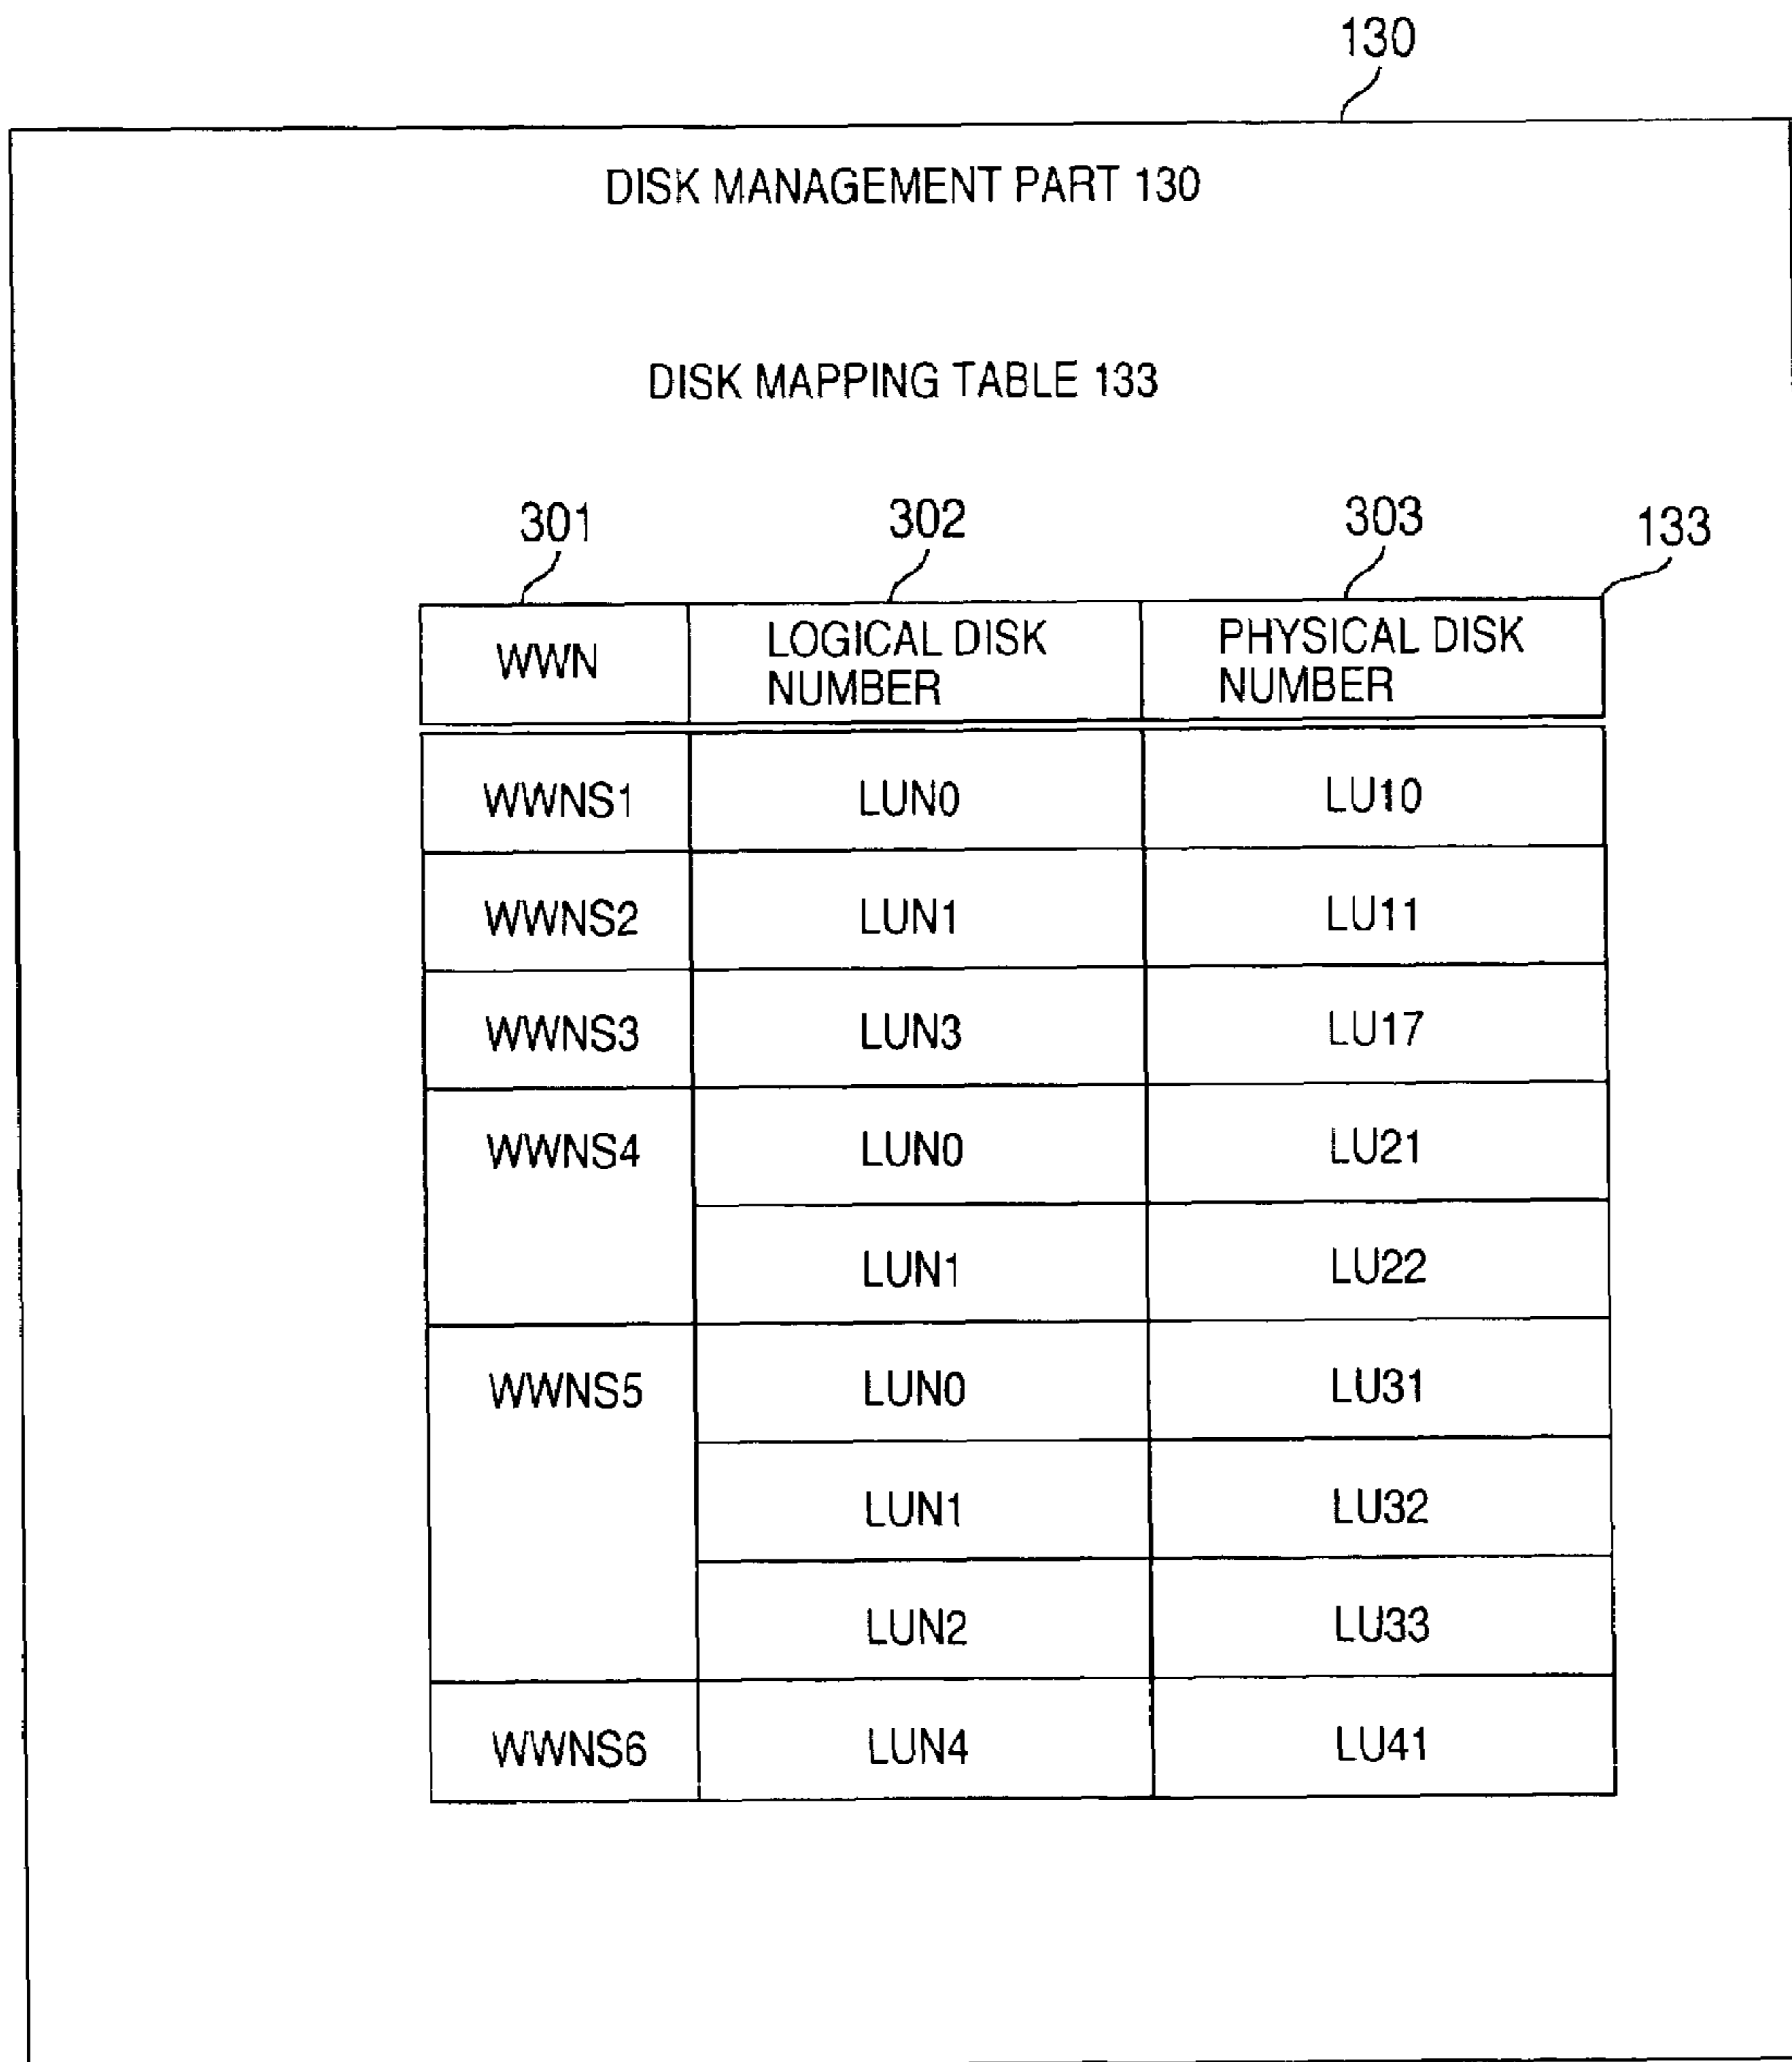 130
DISK MANAGEMENT PART 130
DISK MAPPING TABLE 133
301 302 303 133
WWN LOGICAL DISK NUMBER PHYSICAL DISK NUMBER
WWNS1 LUN0 LU10
WWNS2 LUN1 LU11
WWNS3 LUN3 LU17
WWNS4 LUN0 LU21
LUN1 LU22
WWNS5 LUN0 LU31
LUN1 LU32
LUN2 LU33
WWNS6 LUN4 LU41